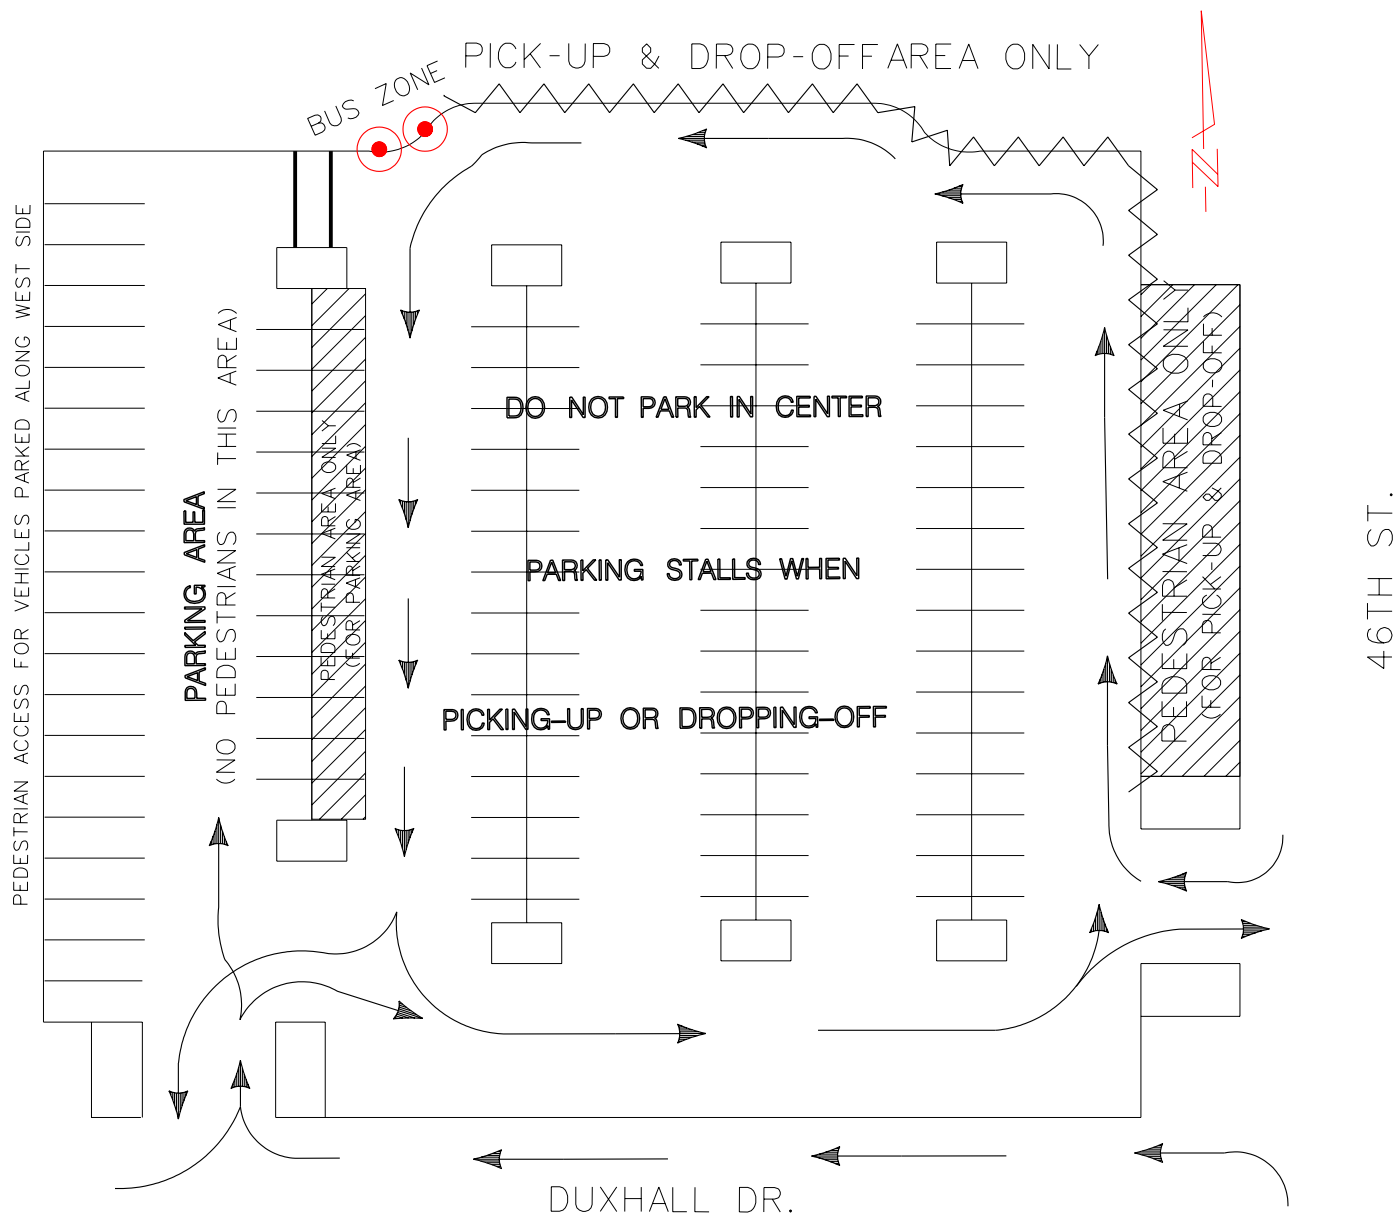 PICK-UP & DROP-OFF AREA ONLY
BUS ZONE
N
PEDESTRIAN ACCESS FOR VEHICLES PARKED ALONG WEST SIDE
PARKING AREA
(NO PEDESTRIANS IN THIS AREA)
PEDESTRIAN AREA ONLY
(FOR PARKING AREA)
DO NOT PARK IN CENTER
PARKING STALLS WHEN
PICKING-UP OR DROPPING-OFF
PEDESTRIAN AREA ONLY
(FOR PICK-UP & DROP-OFF)
46TH ST.
DUXHALL DR.